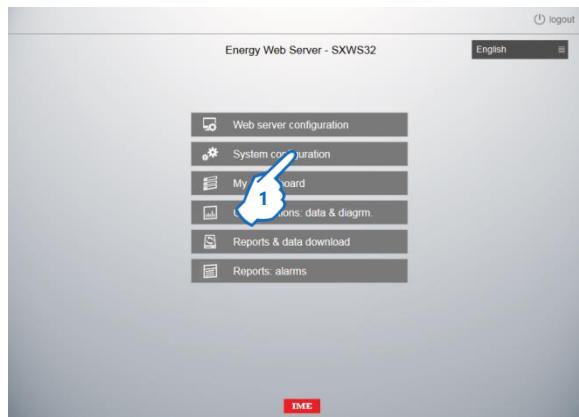 logout
Energy Web Server - SXWS32
English
Web server configuration
System configuration
My
1
ions: data & diagrm.
Reports & data download
Reports: alarms
IME